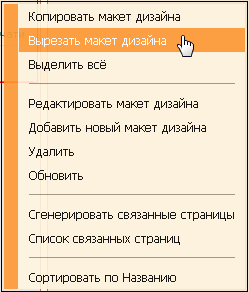 Копировать макет дизайна
Вырезать макет дизайна
Выделить всё
Редактировать макет дизайна
Добавить новый макет дизайна
Удалить
Обновить
Сгенерировать связанные страницы
Список связанных страниц
Сортировать по Названию